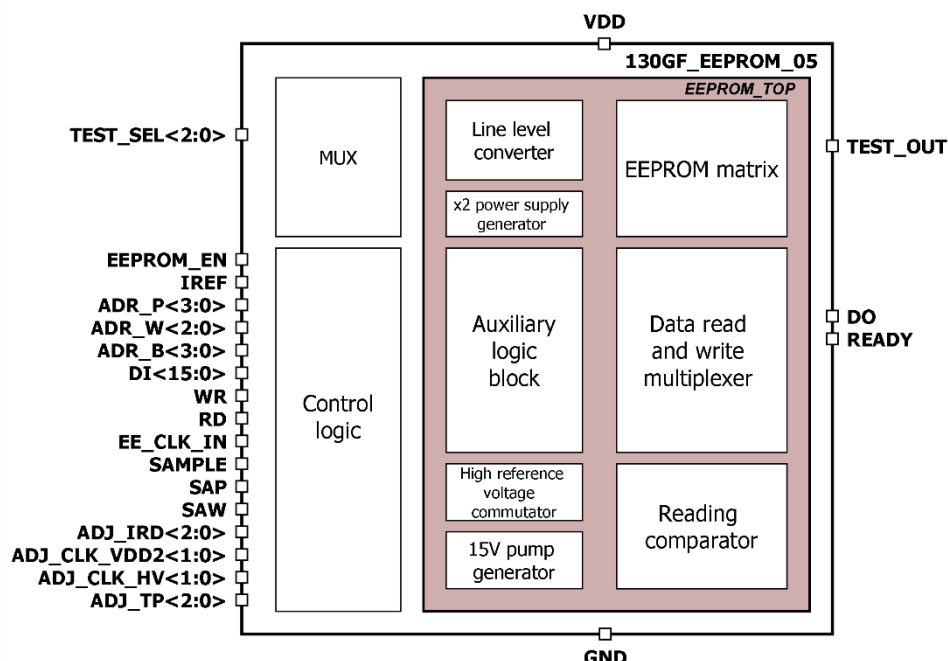 VDD
130GF_EEPROM_05
EEPROM_TOP
TEST_SEL<2:0>
MUX
Line level
converter
EEPROM matrix
TEST_OUT
x2 power supply
generator
EEPROM_EN
IREF
ADR_P<3:0>
ADR_W<2:0>
ADR_B<3:0>
DI<15:0>
WR
RD
EE_CLK_IN
SAMPLE
SAP
SAW
ADJ_IRD<2:0>
ADJ_CLK_VDD2<1:0>
ADJ_CLK_HV<1:0>
ADJ_TP<2:0>
Control
logic
Auxiliary
logic
block
Data read
and write
multiplexer
DO
READY
High reference
voltage
commutator
15V pump
generator
Reading
comparator
GND